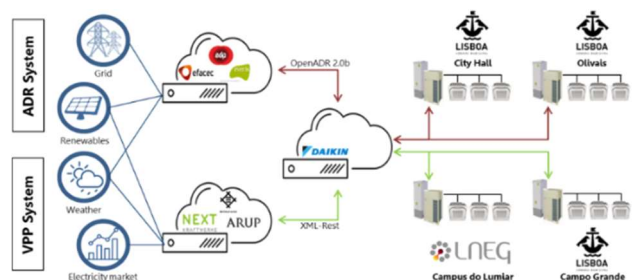 ADR System
VPP System
Grid
Renewables
Weather
Electricity market
edp
efacec
OpenADR 2.0b
DAIKIN
NEXT
KRAFTWERKE
ARUP
XML-Rest
LISBOA
City Hall
LISBOA
Olivais
LNEG
Campus do Lumiar
LISBOA
Campo Grande